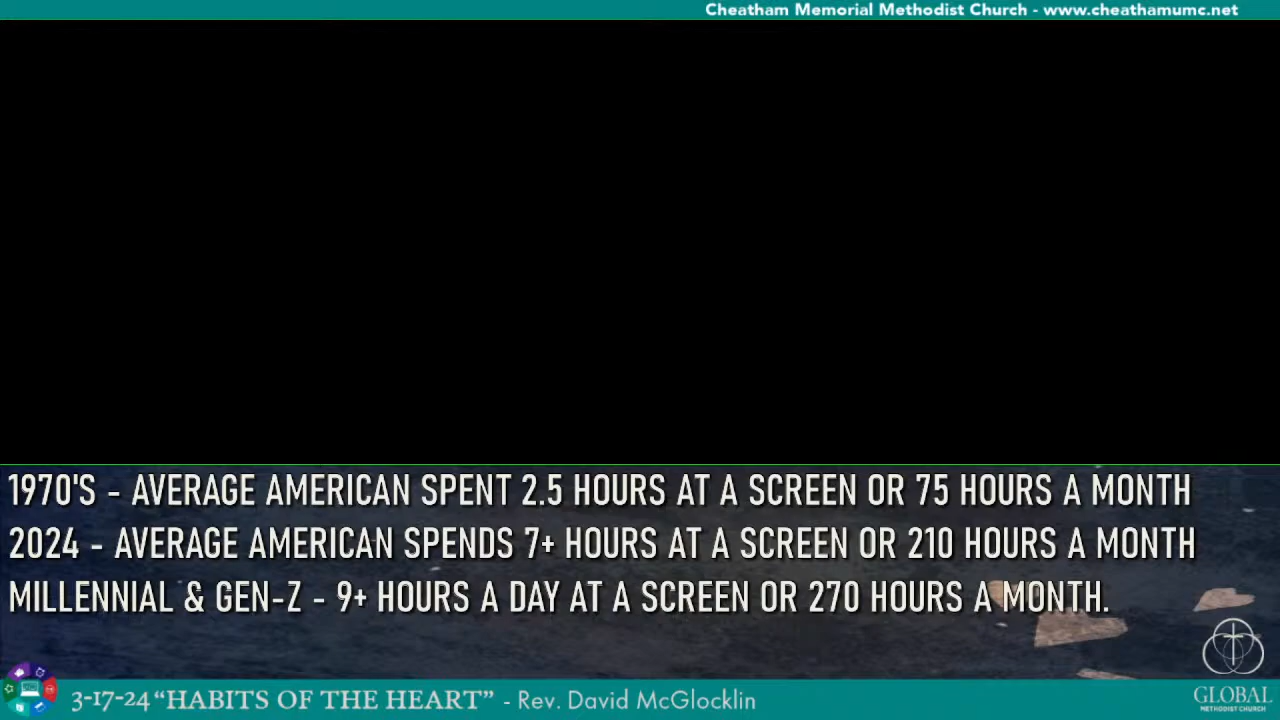 Cheatham Memorial Methodist Church - www.cheathamumc.net
1970'S - AVERAGE AMERICAN SPENT 2.5 HOURS AT A SCREEN OR 75 HOURS A MONTH
2024 - AVERAGE AMERICAN SPENDS 7+ HOURS AT A SCREEN OR 210 HOURS A MONTH
MILLENNIAL & GEN-Z - 9+ HOURS A DAY AT A SCREEN OR 270 HOURS A MONTH.
3-17-24 “HABITS OF THE HEART” - Rev. David McGlocklin
GLOBAL
METHODIST CHURCH